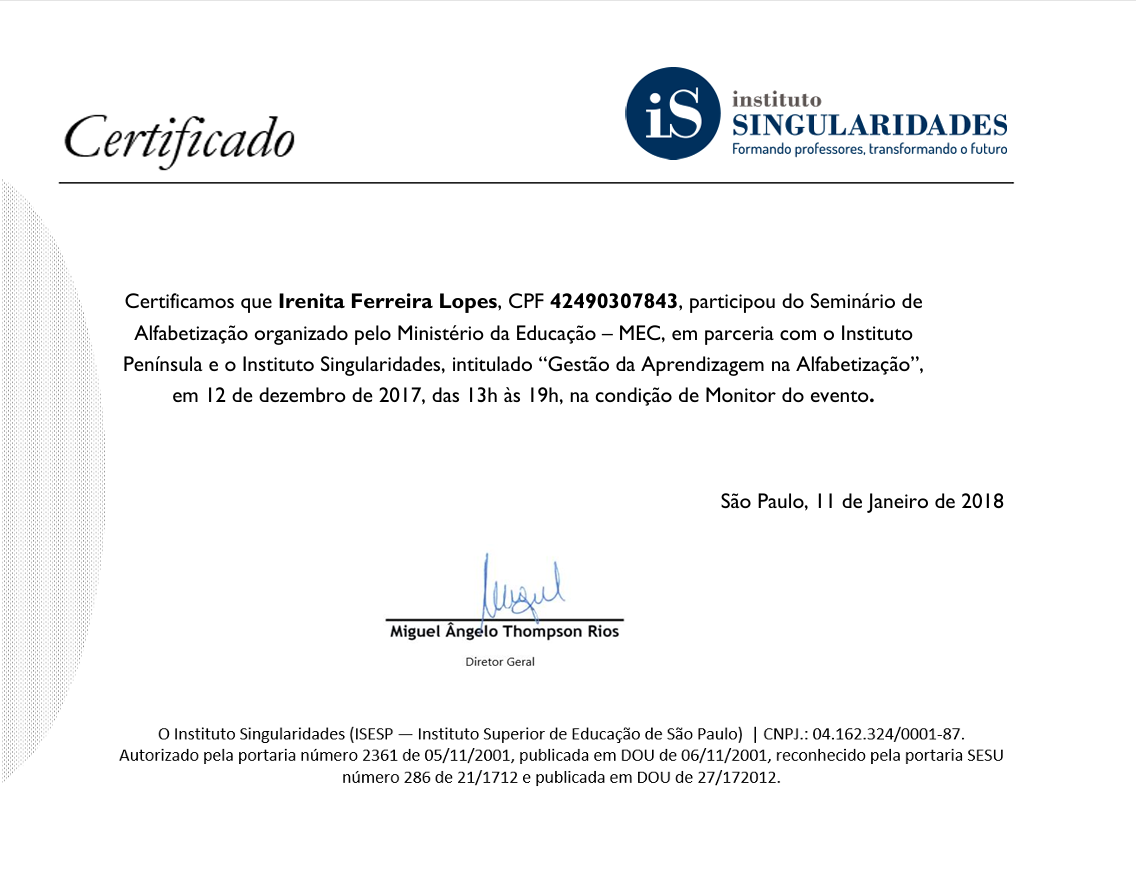 Certificado
iS
instituto
SINGULARIDADES
Formando professores, transformando o futuro
Certificamos que Irenita Ferreira Lopes, CPF 42490307843, participou do Seminário de
Alfabetização organizado pelo Ministério da Educação – MEC, em parceria com o Instituto
Península e o Instituto Singularidades, intitulado “Gestão da Aprendizagem na Alfabetização”,
em 12 de dezembro de 2017, das 13h às 19h, na condição de Monitor do evento.
São Paulo, 11 de Janeiro de 2018
Miguel
Miguel Ângelo Thompson Rios
Diretor Geral
O Instituto Singularidades (ISESP — Instituto Superior de Educação de São Paulo) | CNPJ.: 04.162.324/0001-87.
Autorizado pela portaria número 2361 de 05/11/2001, publicada em DOU de 06/11/2001, reconhecido pela portaria SESU
número 286 de 21/1712 e publicada em DOU de 27/172012.